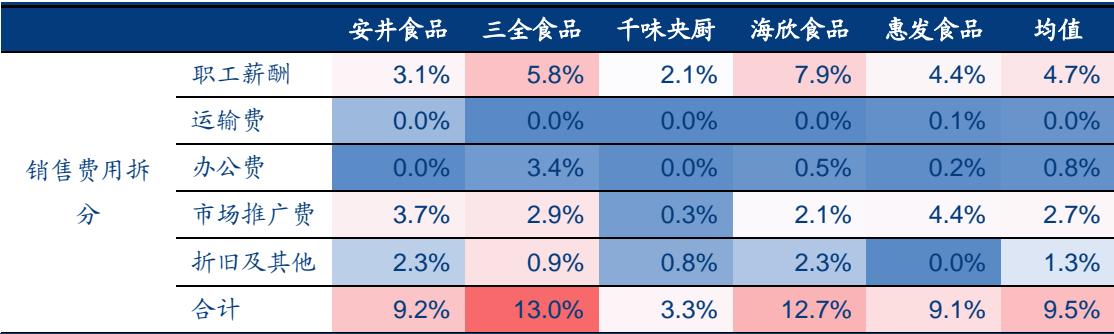 安井食品 三全食品 千味央厨 海欣食品 惠发食品 均值
职工薪酬 3.1% 5.8% 2.1% 7.9% 4.4% 4.7%
运输费 0.0% 0.0% 0.0% 0.0% 0.1% 0.0%
销售费用拆分
办公费 0.0% 3.4% 0.0% 0.5% 0.2% 0.8%
市场推广费 3.7% 2.9% 0.3% 2.1% 4.4% 2.7%
折旧及其他 2.3% 0.9% 0.8% 2.3% 0.0% 1.3%
合计 9.2% 13.0% 3.3% 12.7% 9.1% 9.5%